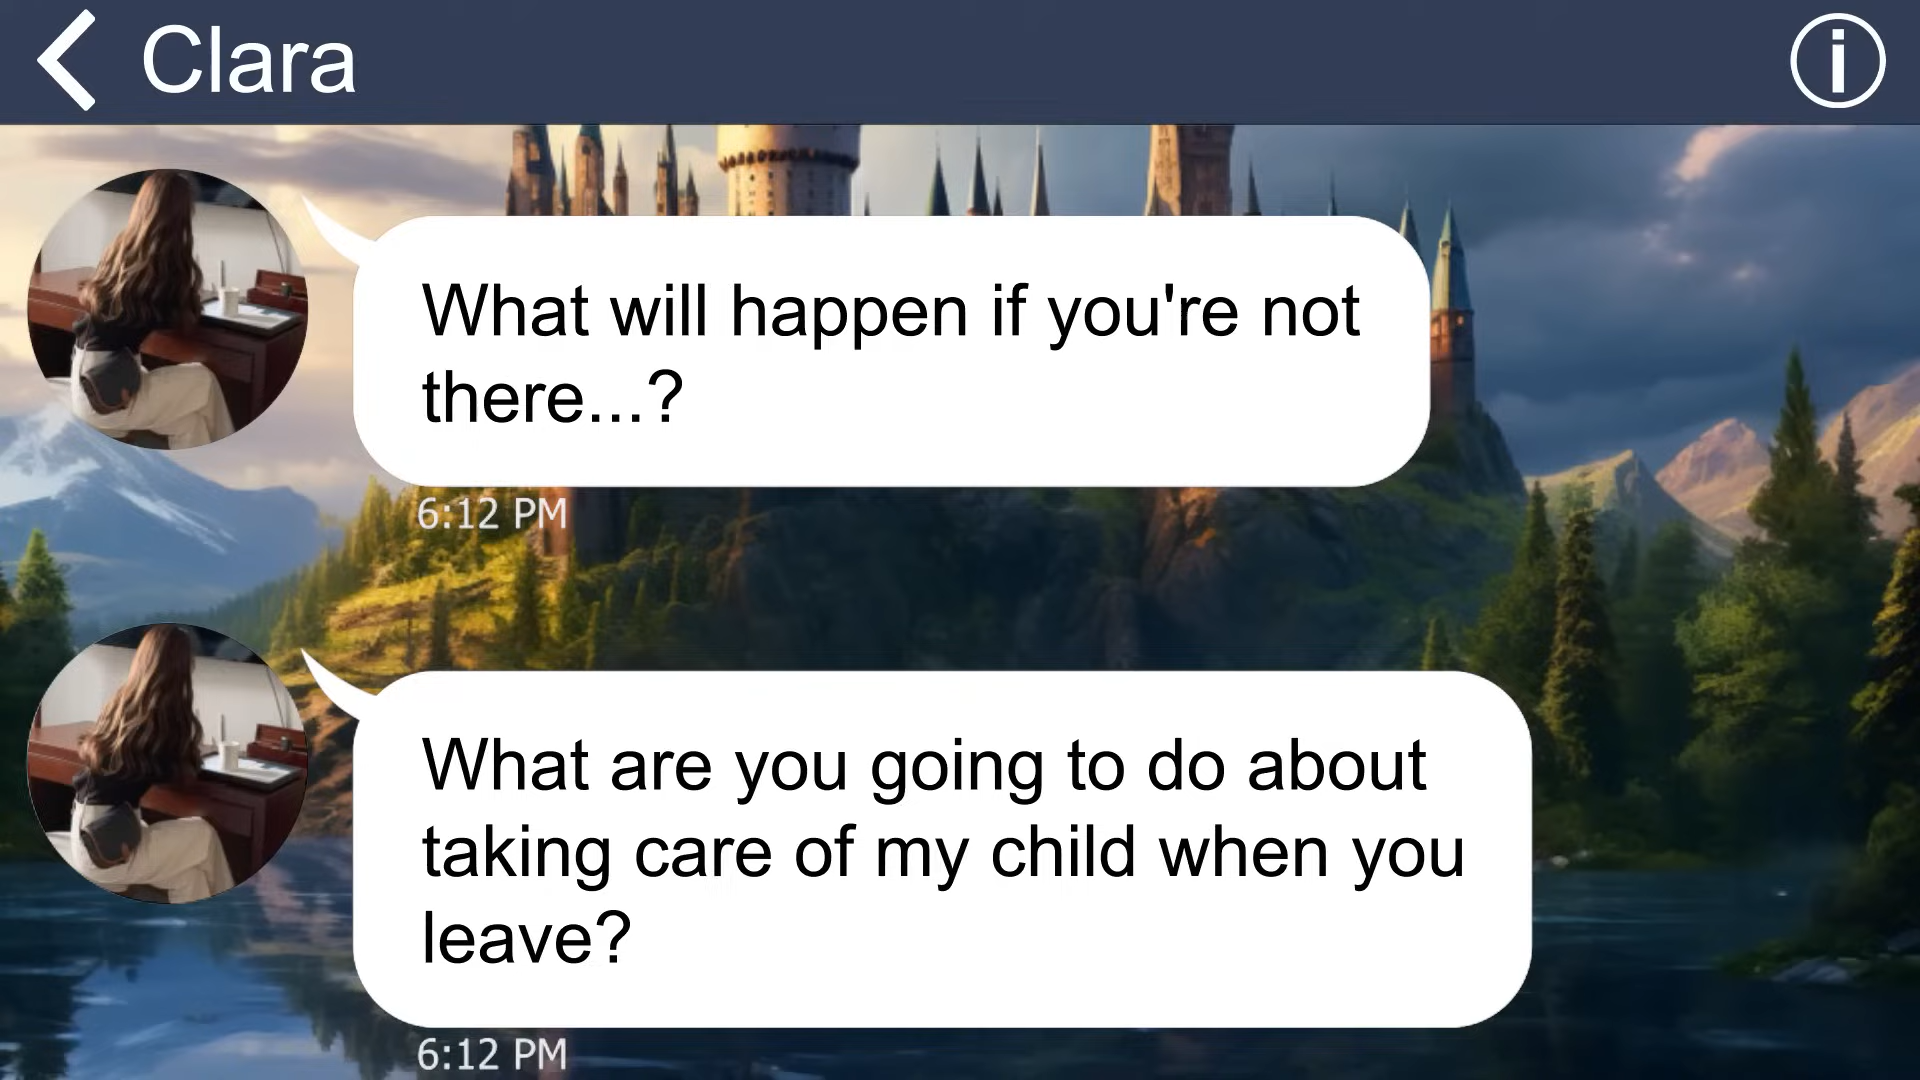 Clara
What will happen if you're not
there...?
6:12 PM
What are you going to do about
taking care of my child when you
leave?
6:12 PM